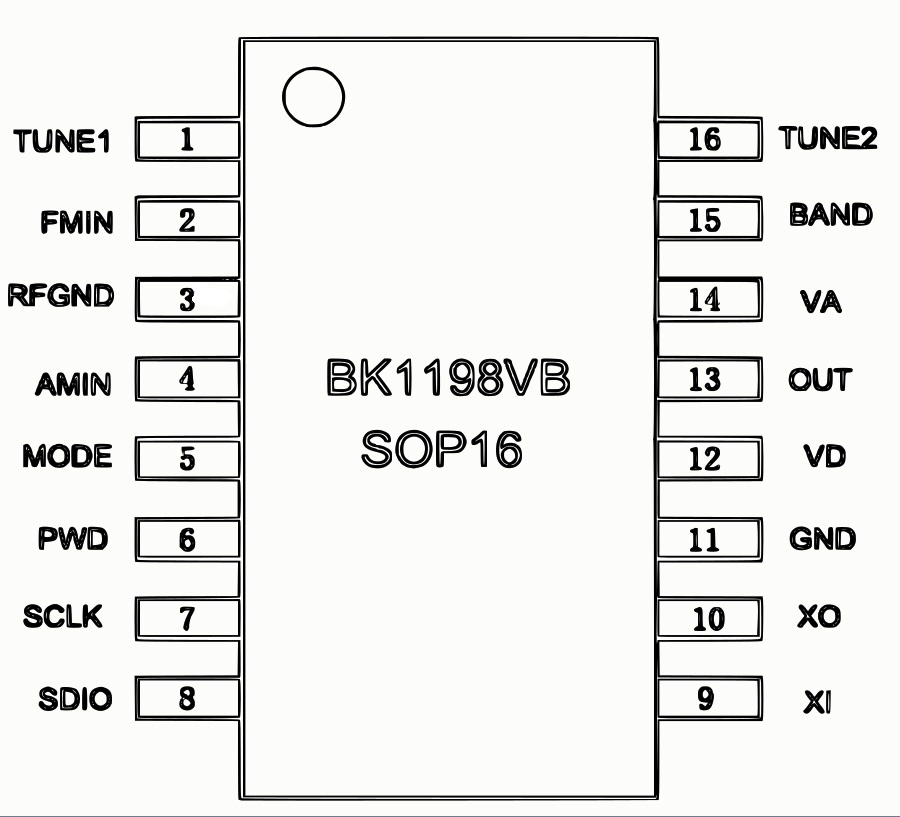 TUNE1 1 16 TUNE2
FMIN 2 15 BAND
RFGND 3 14 VA
AMIN 4 BK1198VB 13 OUT
SOP16
MODE 5 12 VD
PWD 6 11 GND
SCLK 7 10 XO
SDIO 8 9 XI